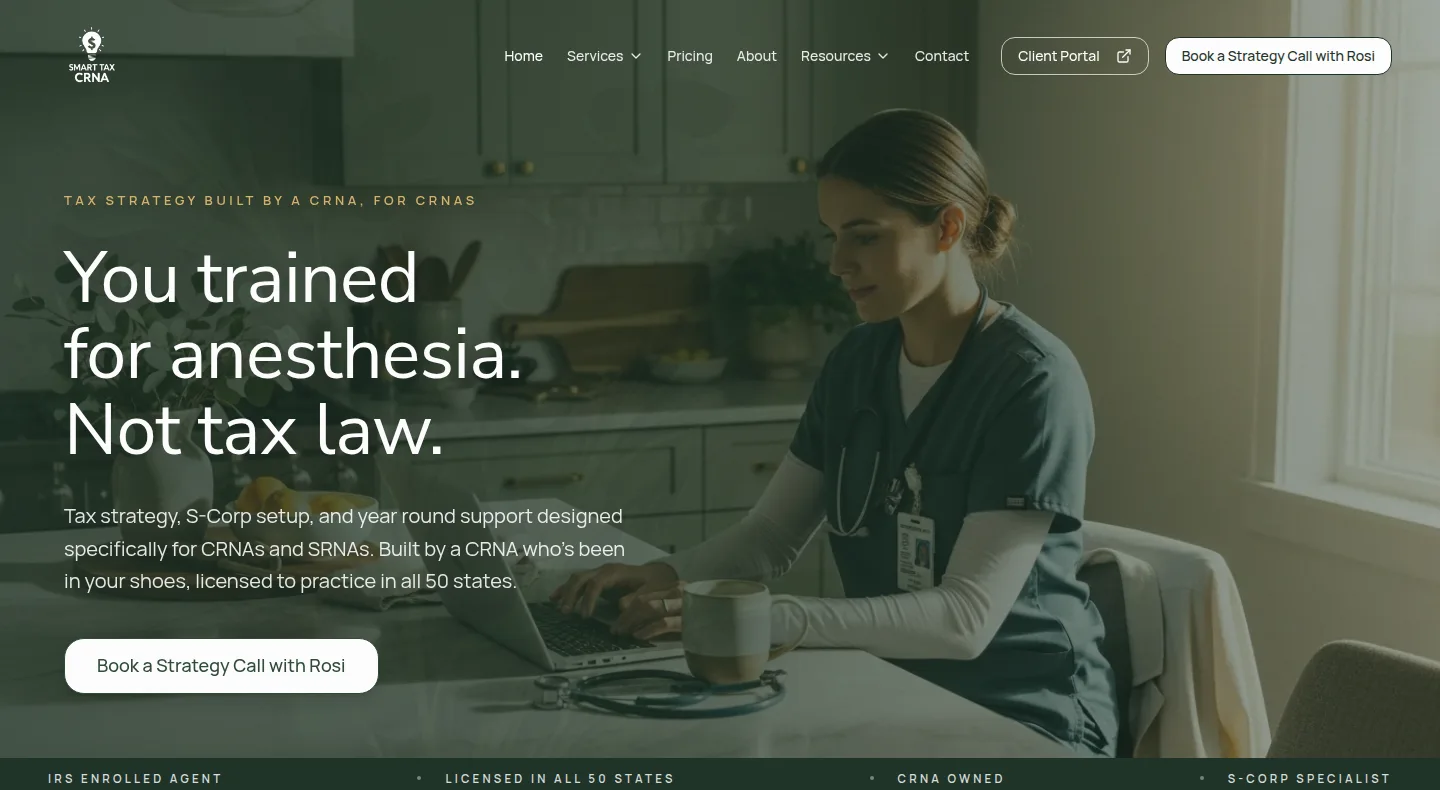 SMART TAX
CRNA
Home
Services
Pricing
About
Resources
Contact
Client Portal
Book a Strategy Call with Rosi
TAX STRATEGY BUILT BY A CRNA, FOR CRNAS
You trained
for anesthesia.
Not tax law.
Tax strategy, S-Corp setup, and year round support designed
specifically for CRNAs and SRNAs. Built by a CRNA who's been
in your shoes, licensed to practice in all 50 states.
Book a Strategy Call with Rosi
IRS ENROLLED AGENT • LICENSED IN ALL 50 STATES • CRNA OWNED • S-CORP SPECIALIST